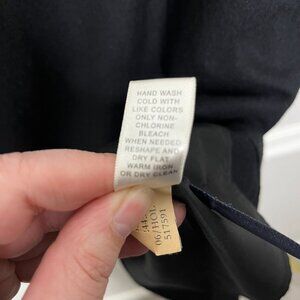 HAND WASH
COLD WITH
LIKE COLORS
ONLY NON-
CHLORINE
BLEACH
WHEN NEEDED
RESHAPE AND
DRY FLAT
WARM IRON
OR DRY CLEAN
517591